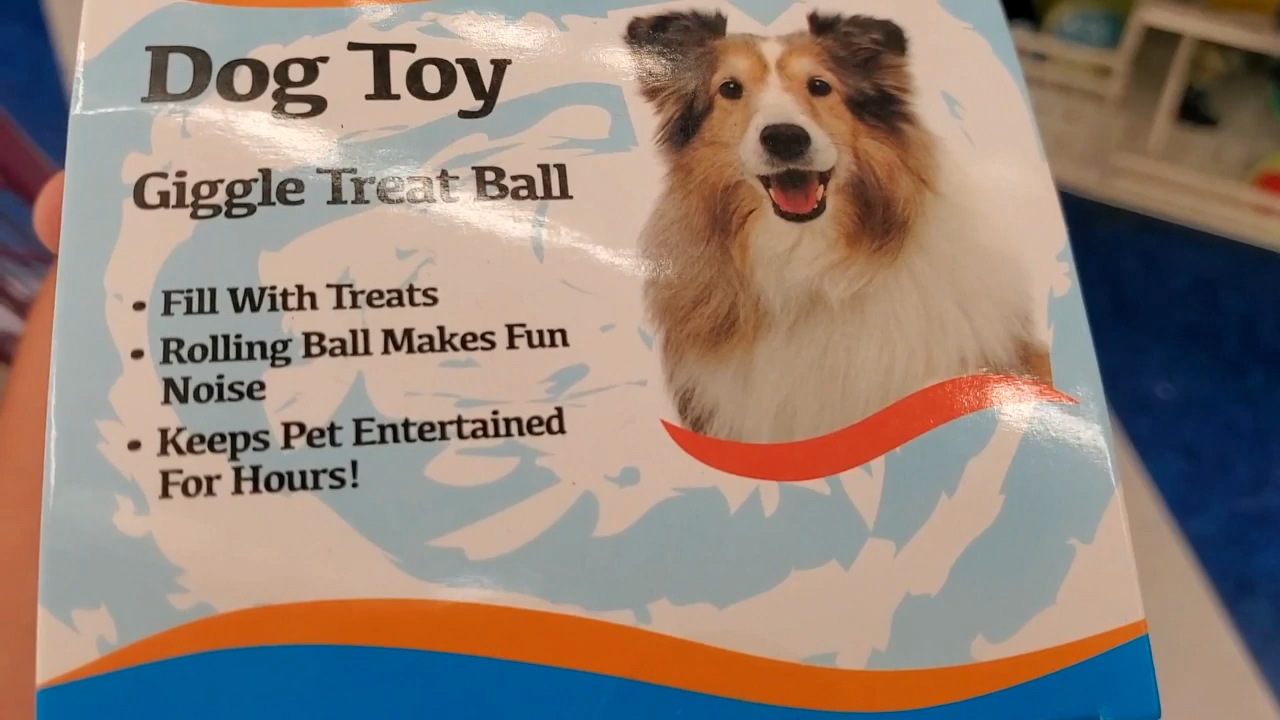 Dog Toy
Giggle Treat Ball
• Fill With Treats
• Rolling Ball Makes Fun
Noise
• Keeps Pet Entertained
For Hours!